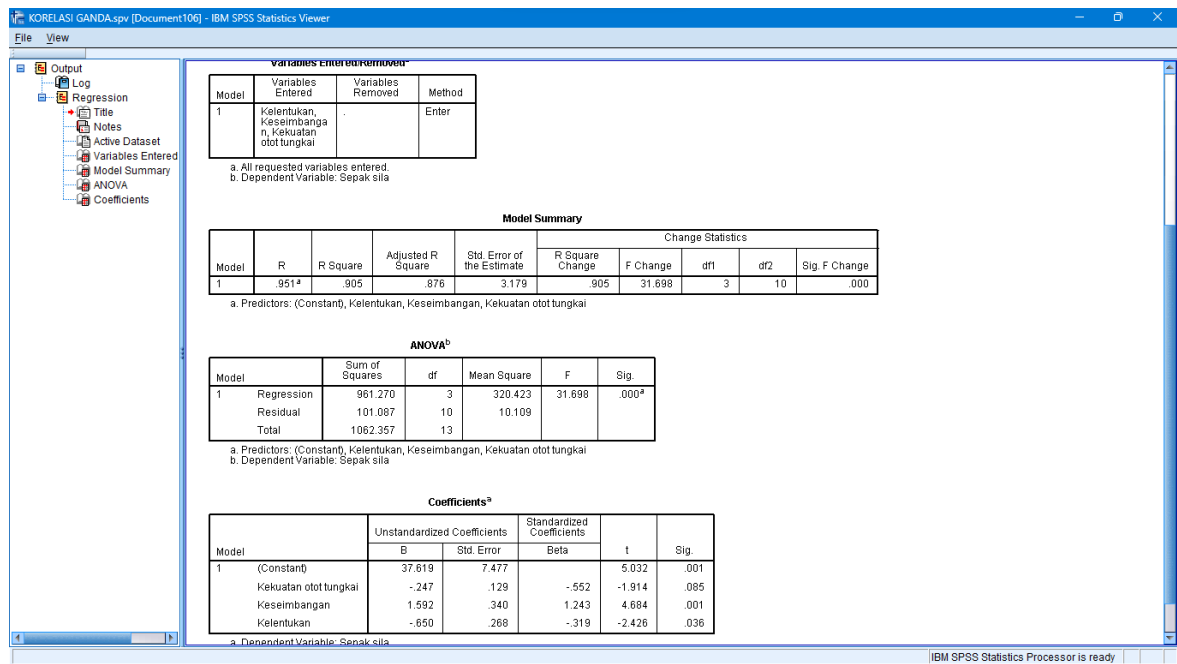 KORELASI GANDA.spv [Document106] - IBM SPSS Statistics Viewer
File View
Output
Log
Regression
Title
Notes
Active Dataset
Variables Entered
Model Summary
ANOVA
Coefficients
Variables Entered/Removed
Model Variables Entered Variables Removed Method
1 Kelentukan, Keseimbanga n, Kekuatan otot tungkai . Enter
a. All requested variables entered.
b. Dependent Variable: Sepak sila
Model Summary
Change Statistics
Model R R Square Adjusted R Square Std. Error of the Estimate R Square Change F Change df1 df2 Sig. F Change
1 .951a .905 .876 3.179 .905 31.698 3 10 .000
a. Predictors: (Constant), Kelentukan, Keseimbangan, Kekuatan otot tungkai
ANOVAb
Model Sum of Squares df Mean Square F Sig.
1 Regression 961.270 3 320.423 31.698 .000a
Residual 101.087 10 10.109
Total 1062.357 13
a. Predictors: (Constant), Kelentukan, Keseimbangan, Kekuatan otot tungkai
b. Dependent Variable: Sepak sila
Coefficientsa
Unstandardized Coefficients Standardized Coefficients
Model B Std. Error Beta t Sig.
1 (Constant) 37.619 7.477 5.032 .001
Kekuatan otot tungkai -.247 .129 -.552 -1.914 .085
Keseimbangan 1.592 .340 1.243 4.684 .001
Kelentukan -.650 .268 -.319 -2.426 .036
a. Dependent Variable: Sepak sila
IBM SPSS Statistics Processor is ready